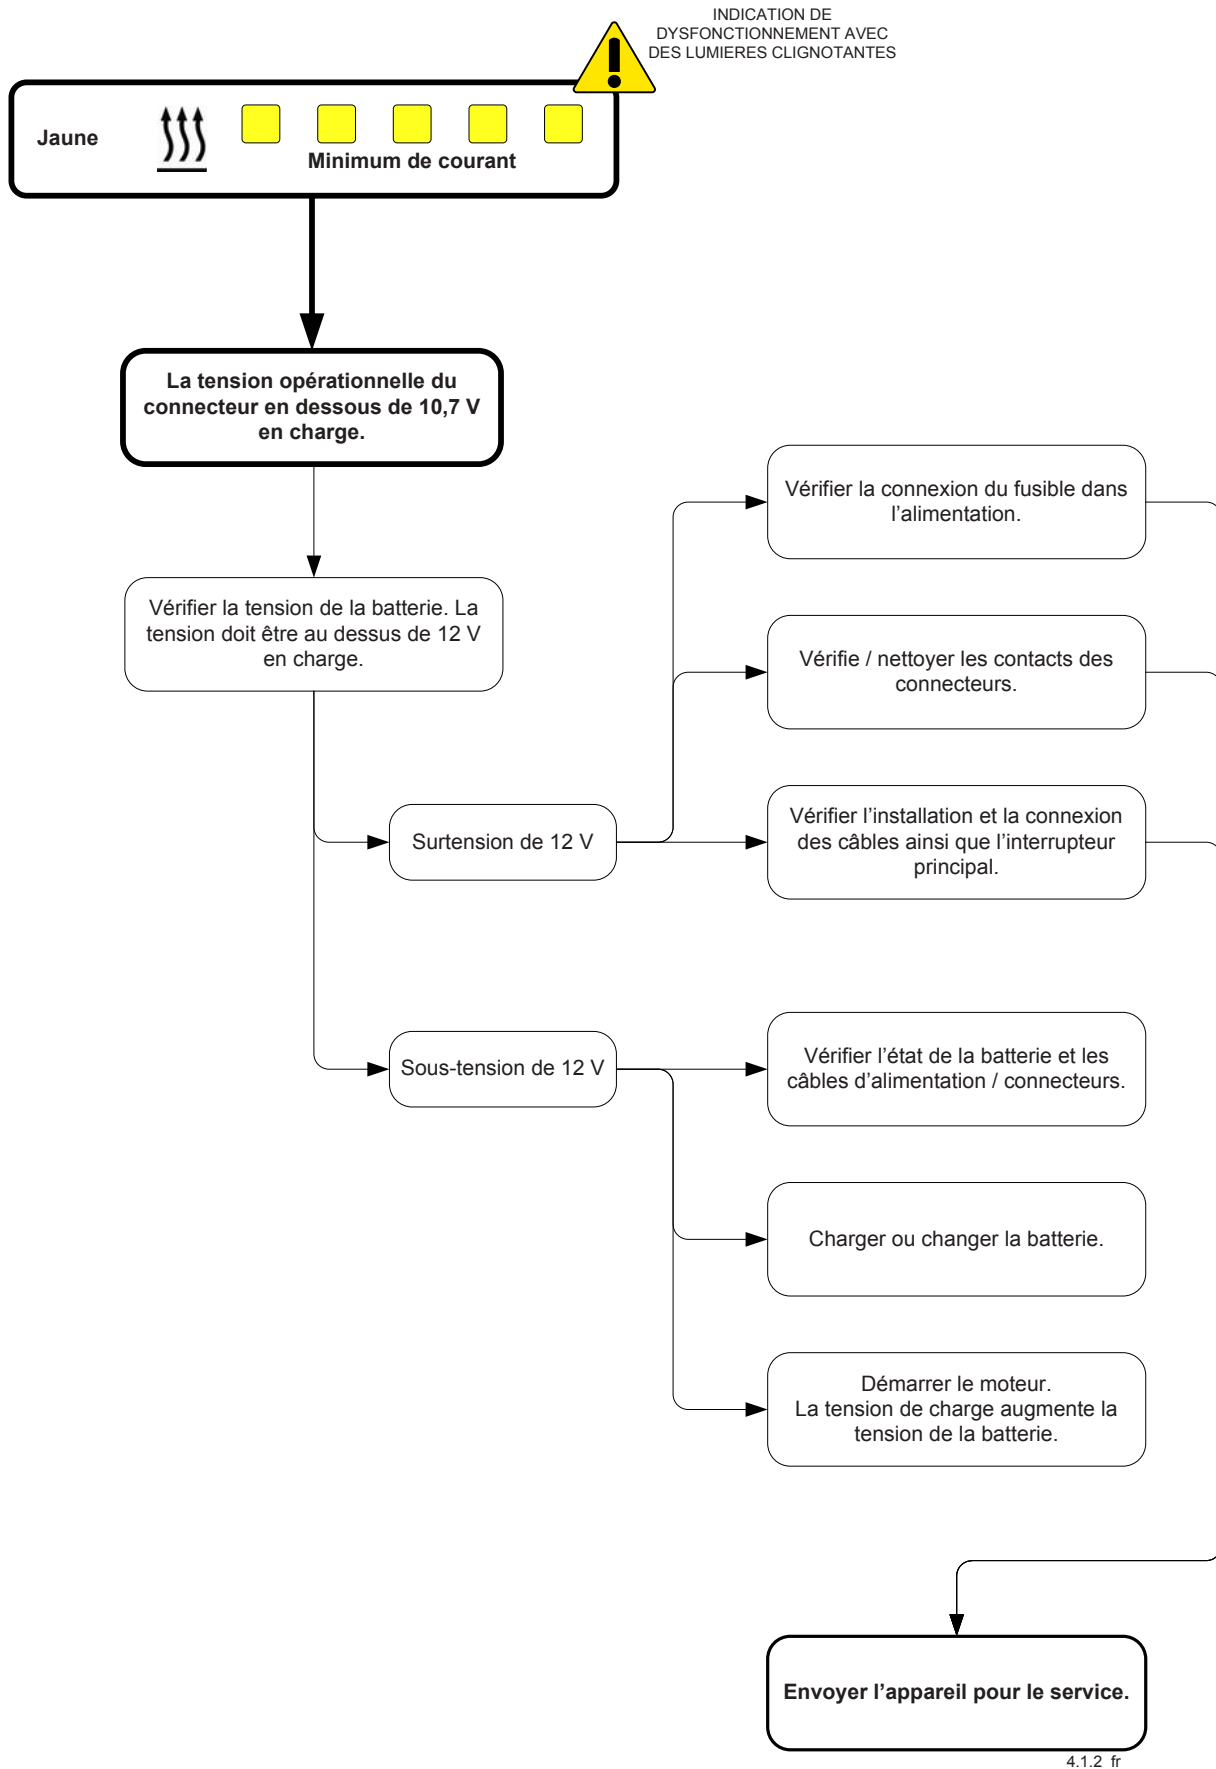 INDICATION DE
DYSFONCTIONNEMENT AVEC
DES LUMIERES CLIGNOTANTES
Jaune
Minimum de courant
La tension opérationnelle du
connecteur en dessous de 10,7 V
en charge.
Vérifier la tension de la batterie. La
tension doit être au dessus de 12 V
en charge.
Surtension de 12 V
Vérifier la connexion du fusible dans
l’alimentation.
Vérifie / nettoyer les contacts des
connecteurs.
Vérifier l’installation et la connexion
des câbles ainsi que l’interrupteur
principal.
Sous-tension de 12 V
Vérifier l’état de la batterie et les
câbles d’alimentation / connecteurs.
Charger ou changer la batterie.
Démarrer le moteur.
La tension de charge augmente la
tension de la batterie.
Envoyer l’appareil pour le service.
4.1.2_fr